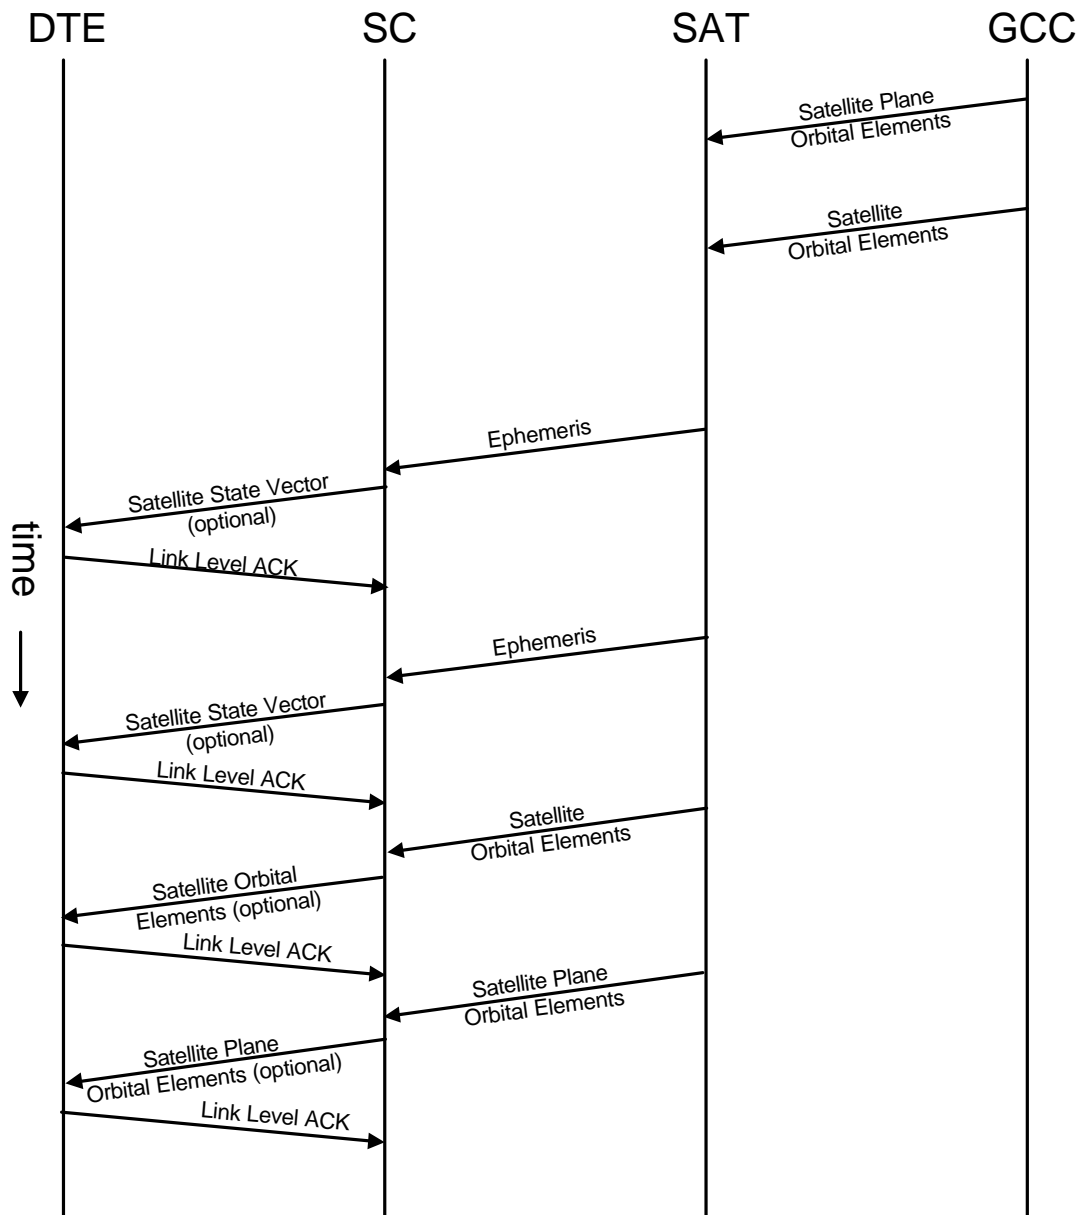 DTE SC SAT GCC
Satellite Plane
Orbital Elements
Satellite
Orbital Elements
Ephemeris
Satellite State Vector
(optional)
Link Level ACK
time
Ephemeris
Satellite State Vector
(optional)
Link Level ACK
Satellite
Orbital Elements
Satellite Orbital
Elements (optional)
Link Level ACK
Satellite Plane
Orbital Elements
Satellite Plane
Orbital Elements (optional)
Link Level ACK